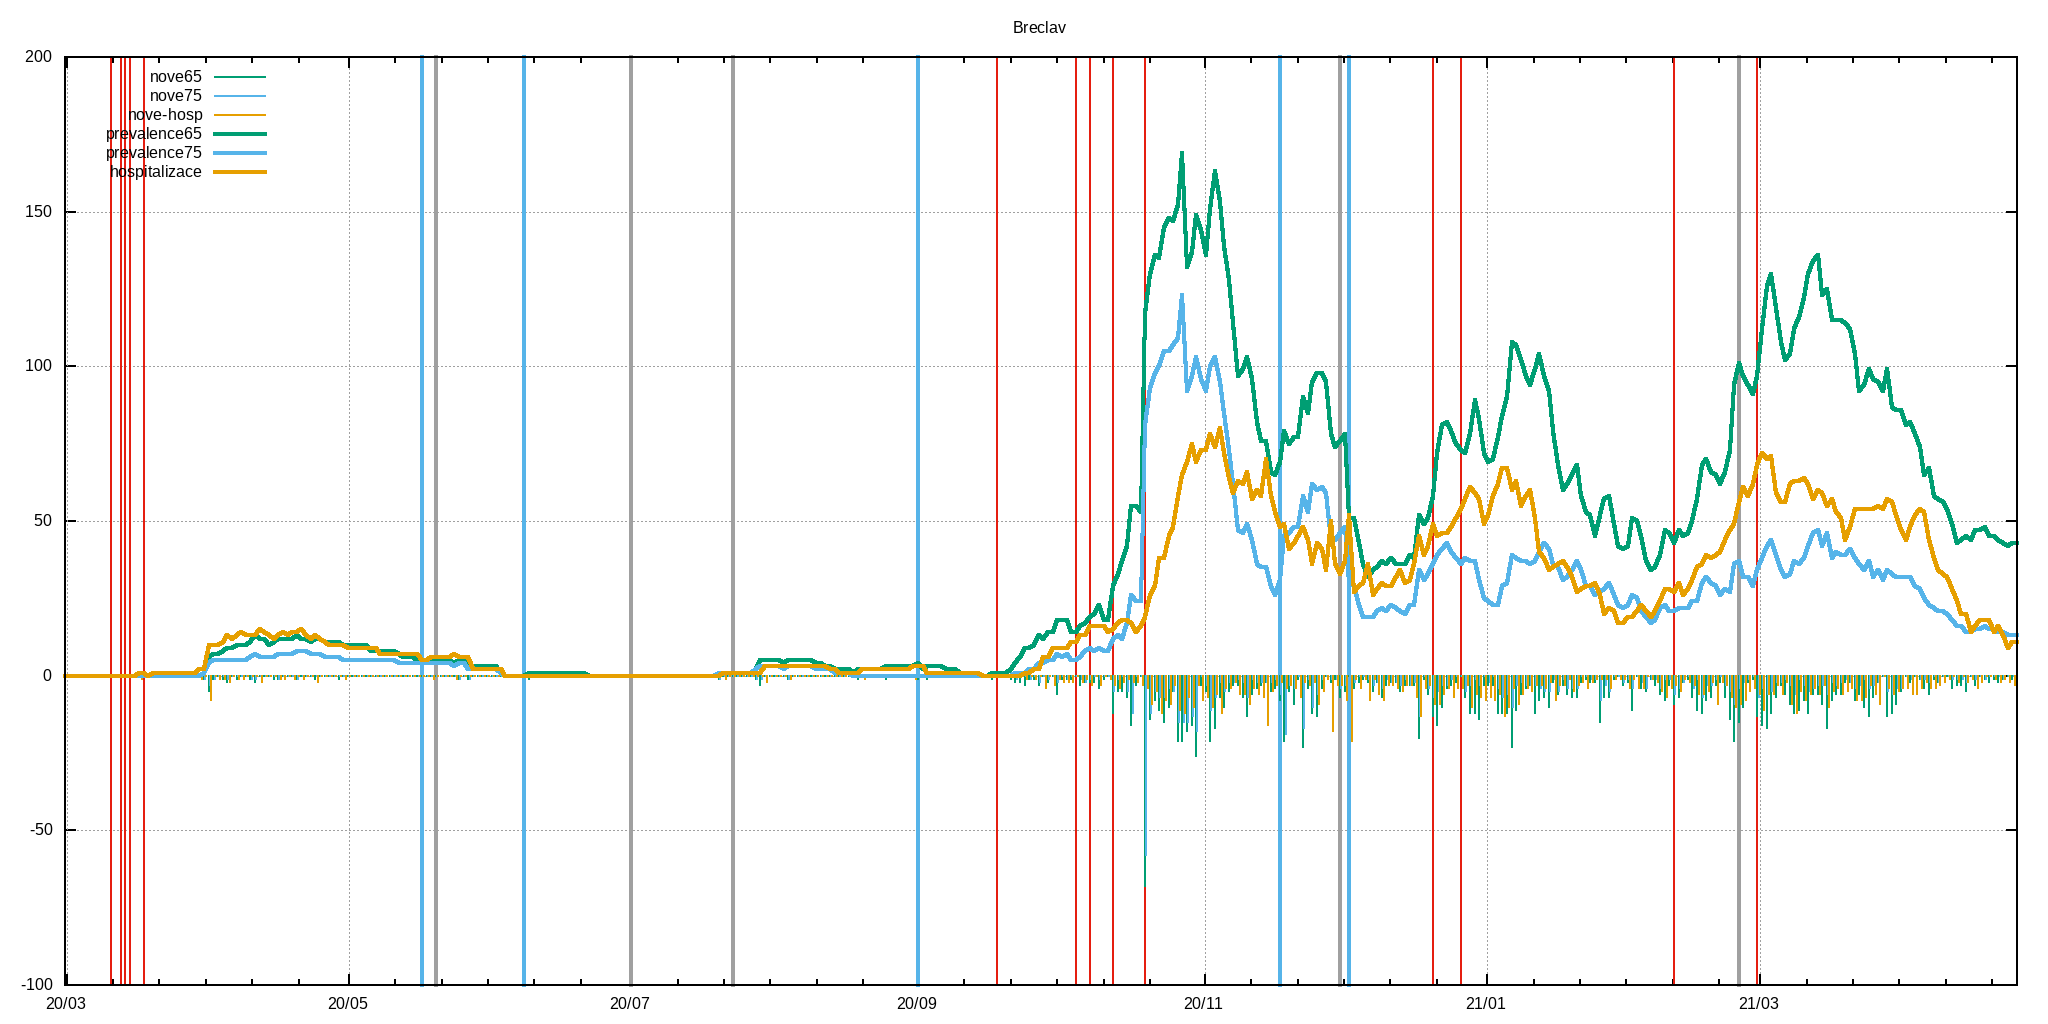 Breclav
200
nove65
nove75
nove-hosp
prevalence65
prevalence75
hospitalizace
150
100
50
0
-50
-100
20/03 20/05 20/07 20/09 20/11 21/01 21/03